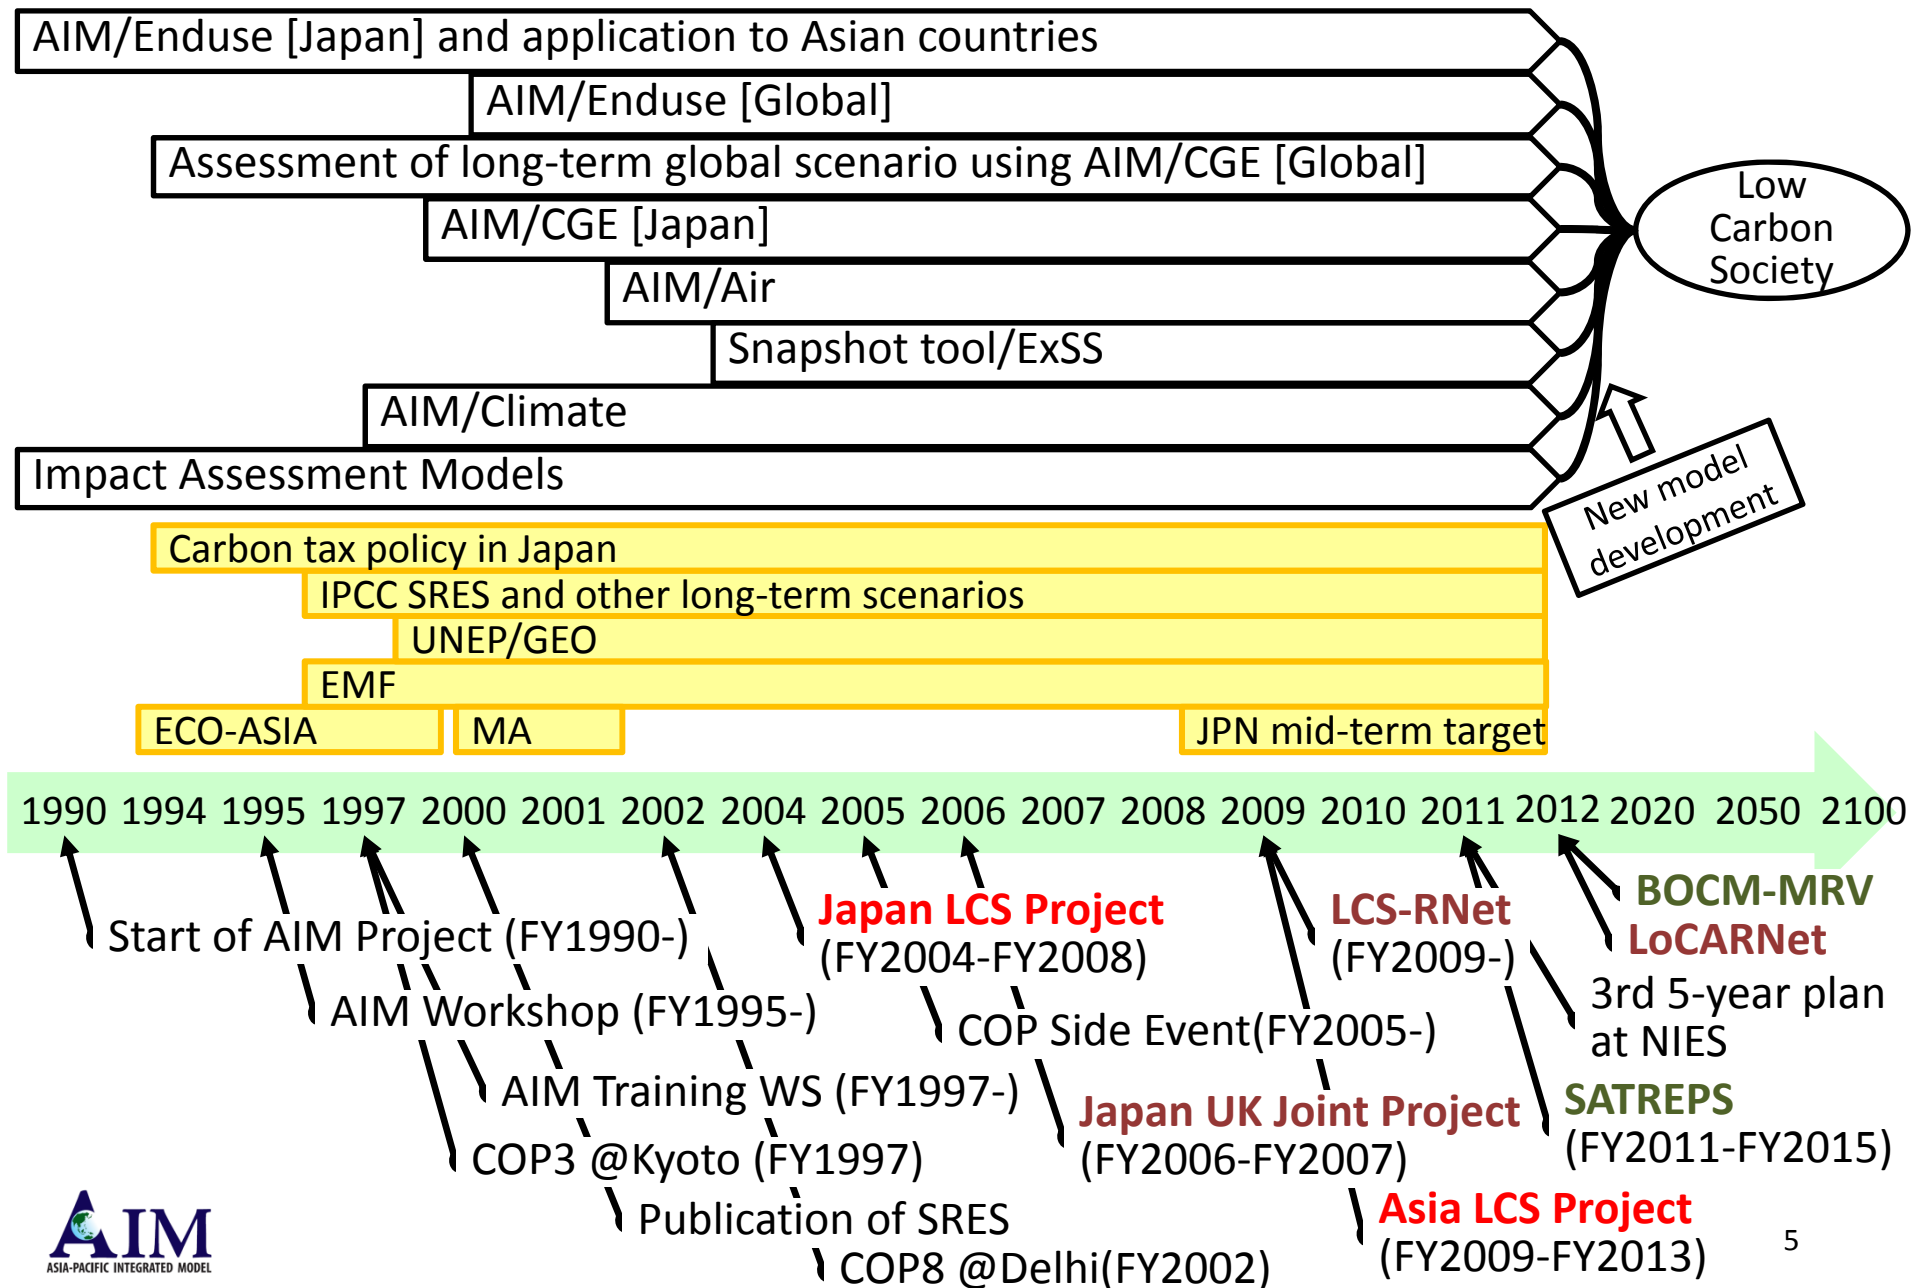 AIM/Enduse [Japan] and application to Asian countries
AIM/Enduse [Global]
Assessment of long-term global scenario using AIM/CGE [Global]
AIM/CGE [Japan]
AIM/Air
Snapshot tool/ExSS
AIM/Climate
Impact Assessment Models
Low
Carbon
Society
New model
development
Carbon tax policy in Japan
IPCC SRES and other long-term scenarios
UNEP/GEO
EMF
ECO-ASIA
MA
JPN mid-term target
1990 1994 1995 1997 2000 2001 2002 2004 2005 2006 2007 2008 2009 2010 2011 2012 2020 2050 2100
Start of AIM Project (FY1990-)
AIM Workshop (FY1995-)
AIM Training WS (FY1997-)
COP3 @Kyoto (FY1997)
Publication of SRES
COP8 @Delhi(FY2002)
Japan LCS Project
(FY2004-FY2008)
COP Side Event(FY2005-)
Japan UK Joint Project
(FY2006-FY2007)
LCS-RNet
(FY2009-)
Asia LCS Project
(FY2009-FY2013)
BOCM-MRV
LoCARNet
3rd 5-year plan
at NIES
SATREPS
(FY2011-FY2015)
AIM
ASIA-PACIFIC INTEGRATED MODEL
5